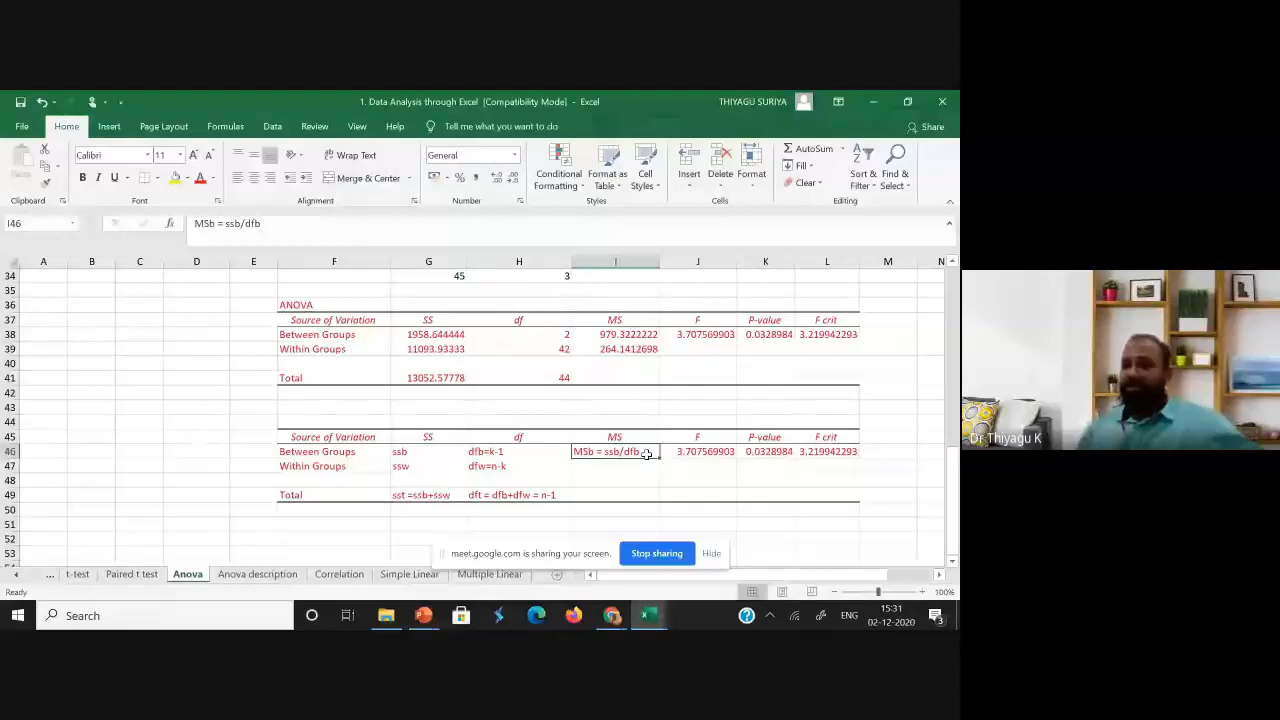 1. Data Analysis through Excel [Compatibility Mode] - Excel
THIYAGU SURIYA
File Home Insert Page Layout Formulas Data Review View Help Tell me what you want to do Share
Paste
Calibri 11
Wrap Text
General
Conditional Formatting
Format as Table
Cell Styles
Insert Delete Format
AutoSum
Fill
Clear
Sort & Filter
Find & Select
B I U
Merge & Center
Clipboard Font Alignment Number Styles Cells Editing
I46 fx MSb = ssb/dfb
A B C D E F G H I J K L M N
34 45 3
35
36 ANOVA
37 Source of Variation SS df MS F P-value F crit
38 Between Groups 1958.644444 2 979.3222222 3.707569903 0.0328984 3.219942293
39 Within Groups 11093.93333 42 264.1412698
40
41 Total 13052.57778 44
42
43
44
45 Source of Variation SS df MS F P-value F crit
46 Between Groups ssb dfb=k-1 MSb = ssb/dfb 3.707569903 0.0328984 3.219942293
47 Within Groups ssw dfw=n-k
48
49 Total sst =ssb+ssw dft = dfb+dfw = n-1
50
51
52
53
meet.google.com is sharing your screen. Stop sharing Hide
... t-test Paired t test Anova Anova description Correlation Simple Linear Multiple Linear
Ready 100%
Search ENG 15:31
02-12-2020 3
Dr Thiyagu K